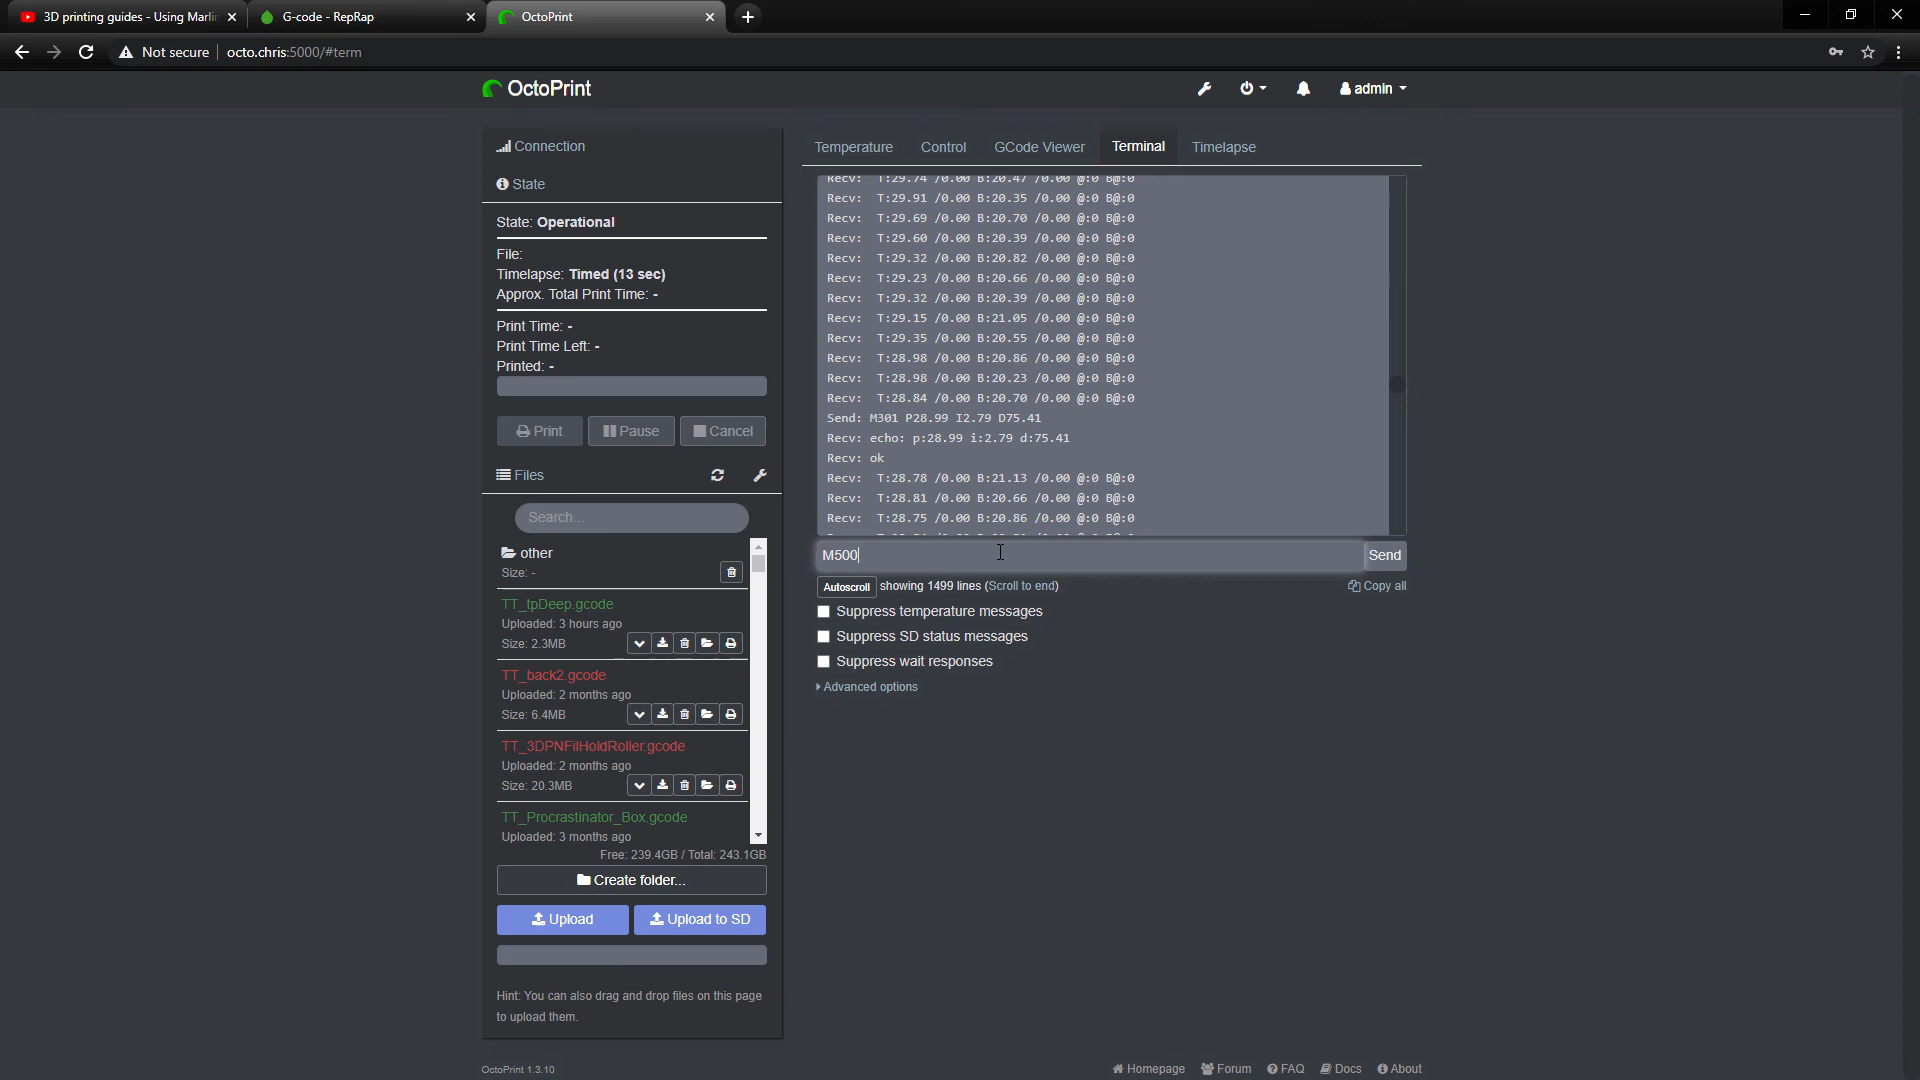 3D printing guides - Using Marlin
G-code - RepRap
OctoPrint
Not secure
octo.chris:5000/#term
OctoPrint
admin
Connection
State
State: Operational
File:
Timelapse: Timed (13 sec)
Approx. Total Print Time: -
Print Time: -
Print Time Left: -
Printed: -
Print
Pause
Cancel
Files
Search...
other
Size: -
TT_tpDeep.gcode
Uploaded: 3 hours ago
Size: 2.3MB
TT_back2.gcode
Uploaded: 2 months ago
Size: 6.4MB
TT_3DPNFilHoldRoller.gcode
Uploaded: 2 months ago
Size: 20.3MB
TT_Procrastinator_Box.gcode
Uploaded: 3 months ago
Free: 239.4GB / Total: 243.1GB
Create folder...
Upload
Upload to SD
Hint: You can also drag and drop files on this page
to upload them.
Temperature
Control
GCode Viewer
Terminal
Timelapse
Recv:  T:29.74 /0.00 B:20.47 /0.00 @:0 B@:0
Recv:  T:29.91 /0.00 B:20.35 /0.00 @:0 B@:0
Recv:  T:29.69 /0.00 B:20.70 /0.00 @:0 B@:0
Recv:  T:29.60 /0.00 B:20.39 /0.00 @:0 B@:0
Recv:  T:29.32 /0.00 B:20.82 /0.00 @:0 B@:0
Recv:  T:29.23 /0.00 B:20.66 /0.00 @:0 B@:0
Recv:  T:29.32 /0.00 B:20.39 /0.00 @:0 B@:0
Recv:  T:29.15 /0.00 B:21.05 /0.00 @:0 B@:0
Recv:  T:29.35 /0.00 B:20.55 /0.00 @:0 B@:0
Recv:  T:28.98 /0.00 B:20.86 /0.00 @:0 B@:0
Recv:  T:28.98 /0.00 B:20.23 /0.00 @:0 B@:0
Recv:  T:28.84 /0.00 B:20.70 /0.00 @:0 B@:0
Send: M301 P28.99 I2.79 D75.41
Recv: echo: p:28.99 i:2.79 d:75.41
Recv: ok
Recv:  T:28.78 /0.00 B:21.13 /0.00 @:0 B@:0
Recv:  T:28.81 /0.00 B:20.66 /0.00 @:0 B@:0
Recv:  T:28.75 /0.00 B:20.86 /0.00 @:0 B@:0
M500
Send
Autoscroll
showing 1499 lines (Scroll to end)
Copy all
Suppress temperature messages
Suppress SD status messages
Suppress wait responses
Advanced options
OctoPrint 1.3.10
Homepage
Forum
FAQ
Docs
About